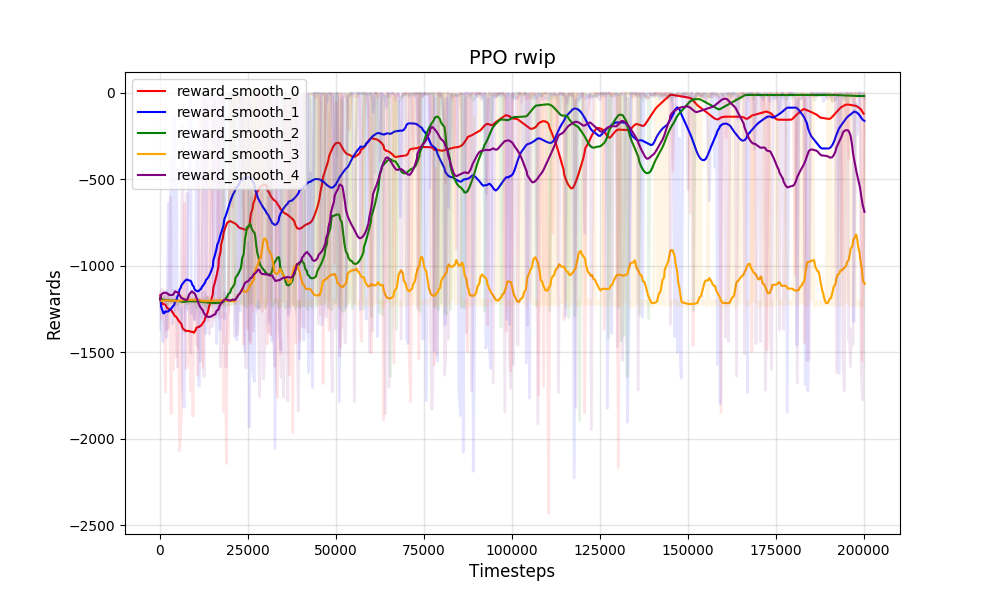 PPO rwip
reward_smooth_0
reward_smooth_1
reward_smooth_2
reward_smooth_3
reward_smooth_4
0
−500
−1000
−1500
−2000
−2500
Rewards
0 25000 50000 75000 100000 125000 150000 175000 200000
Timesteps